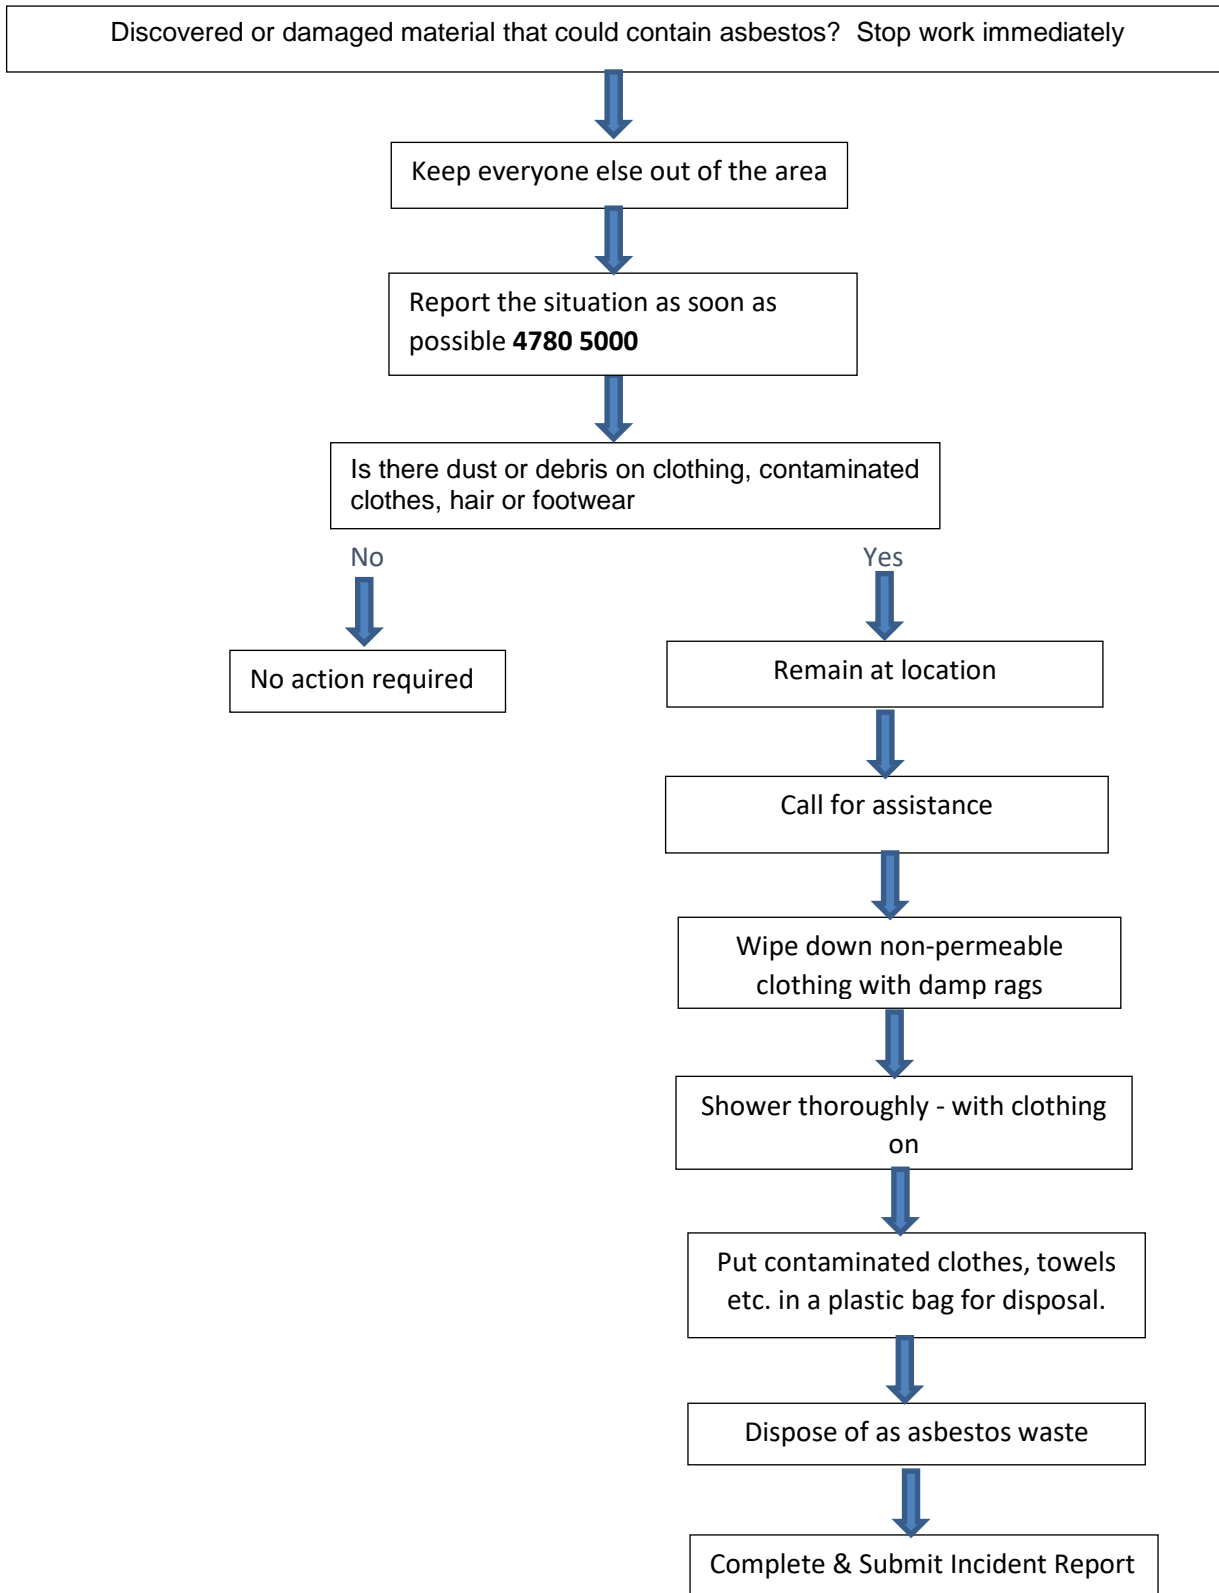 Discovered or damaged material that could contain asbestos?  Stop work immediately
Keep everyone else out of the area
Report the situation as soon as
possible 4780 5000
Is there dust or debris on clothing, contaminated
clothes, hair or footwear
No
Yes
No action required
Remain at location
Call for assistance
Wipe down non-permeable
clothing with damp rags
Shower thoroughly - with clothing
on
Put contaminated clothes, towels
etc. in a plastic bag for disposal.
Dispose of as asbestos waste
Complete & Submit Incident Report